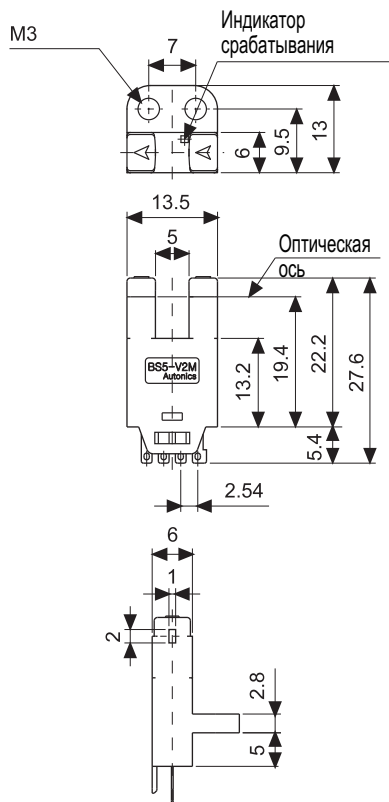 Индикатор
срабатывания
M3
7
6
9.5
13
13.5
5
Оптическая
ось
BS5-V2M
Autonics
13.2
19.4
22.2
27.6
5.4
2.54
6
1
2
2.8
5